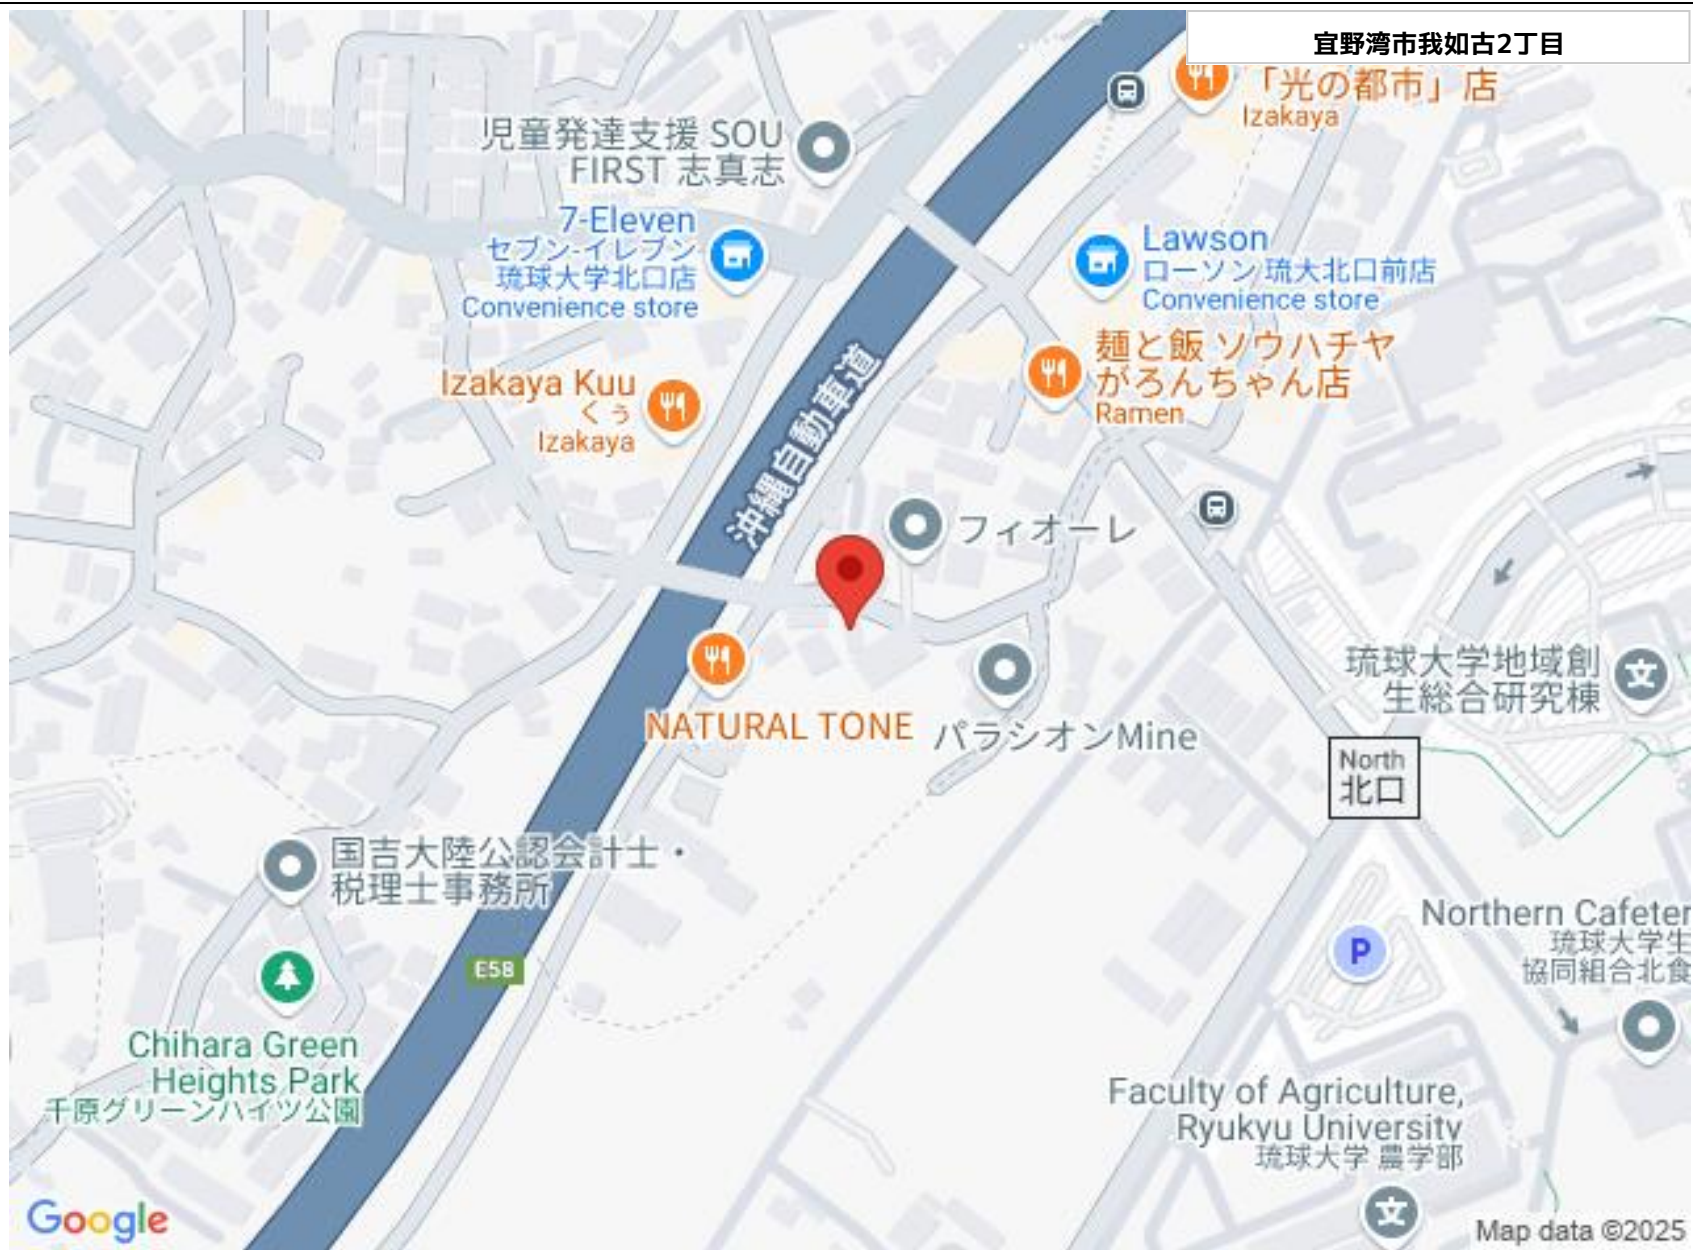 宜野湾市我如古2丁目
「光の都市」店
Izakaya
児童発達支援 SOU
FIRST 志真志
7-Eleven
セブン-イレブン
琉球大学北口店
Convenience store
Lawson
ローソン 琉大北口前店
Convenience store
麺と飯 ソウハチヤ
がろんちゃん店
Ramen
Izakaya Kuu
くぅ
Izakaya
沖縄自動車道
フィオーレ
NATURAL TONE
パラシオンMine
琉球大学地域創
生総合研究棟
North
北口
国吉大陸公認会計士・
税理士事務所
E58
P
Northern Cafeter
琉球大学生
協同組合北食
Chihara Green
Heights Park
千原グリーンハイツ公園
Faculty of Agriculture,
Ryukyu University
琉球大学 農学部
文
文
Google
Map data ©2025